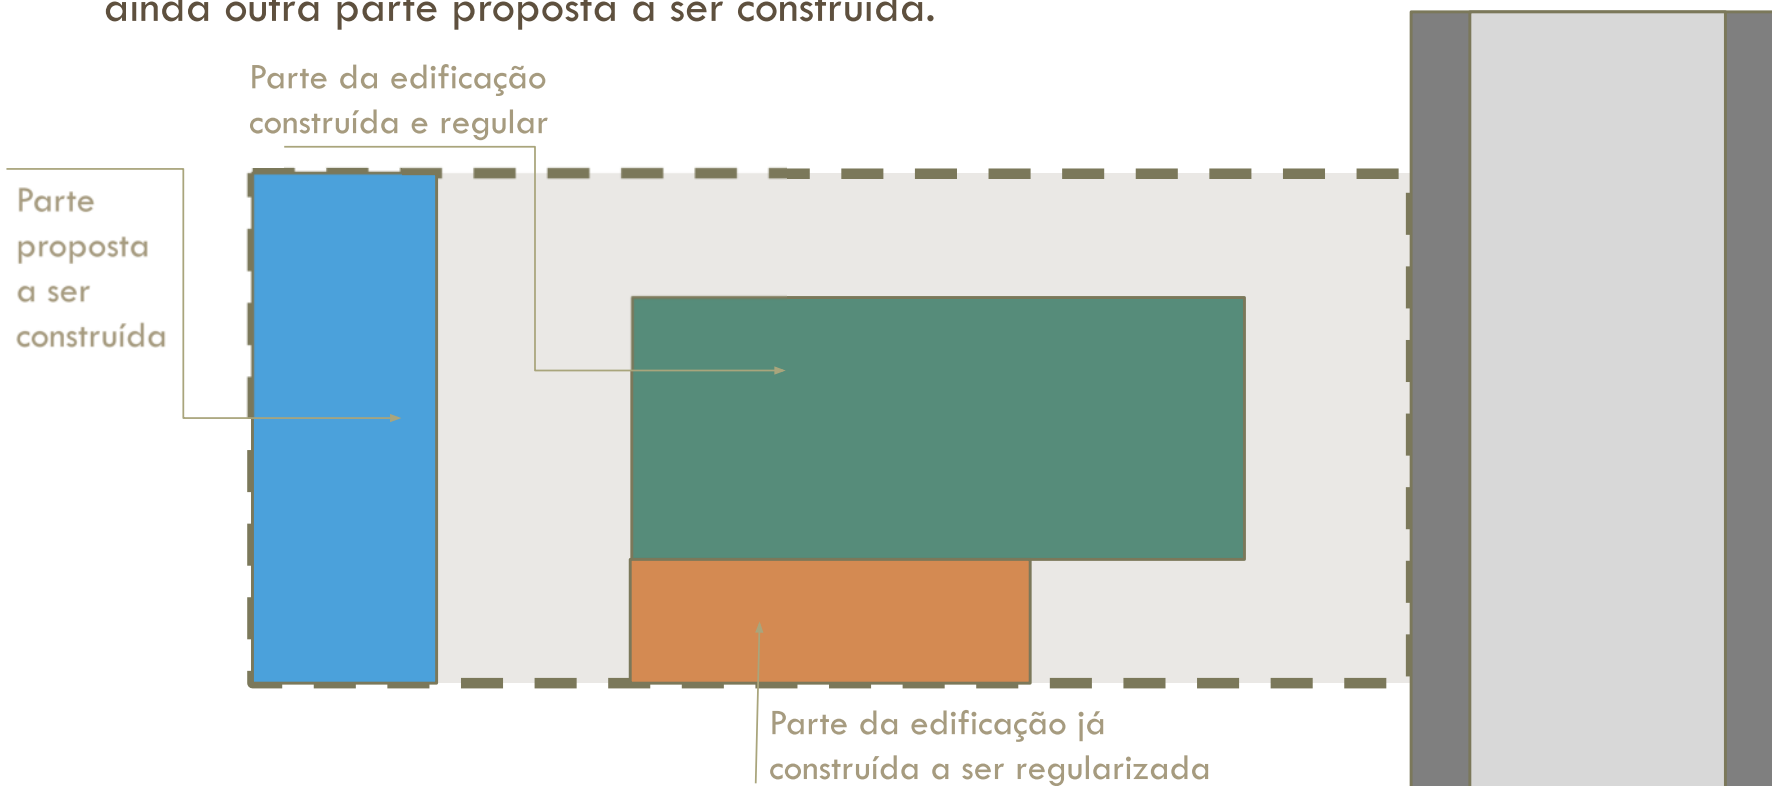 ainda outra parte proposta a ser construída.
Parte da edificação
construída e regular
Parte
proposta
a ser
construída
Parte da edificação já
construída a ser regularizada